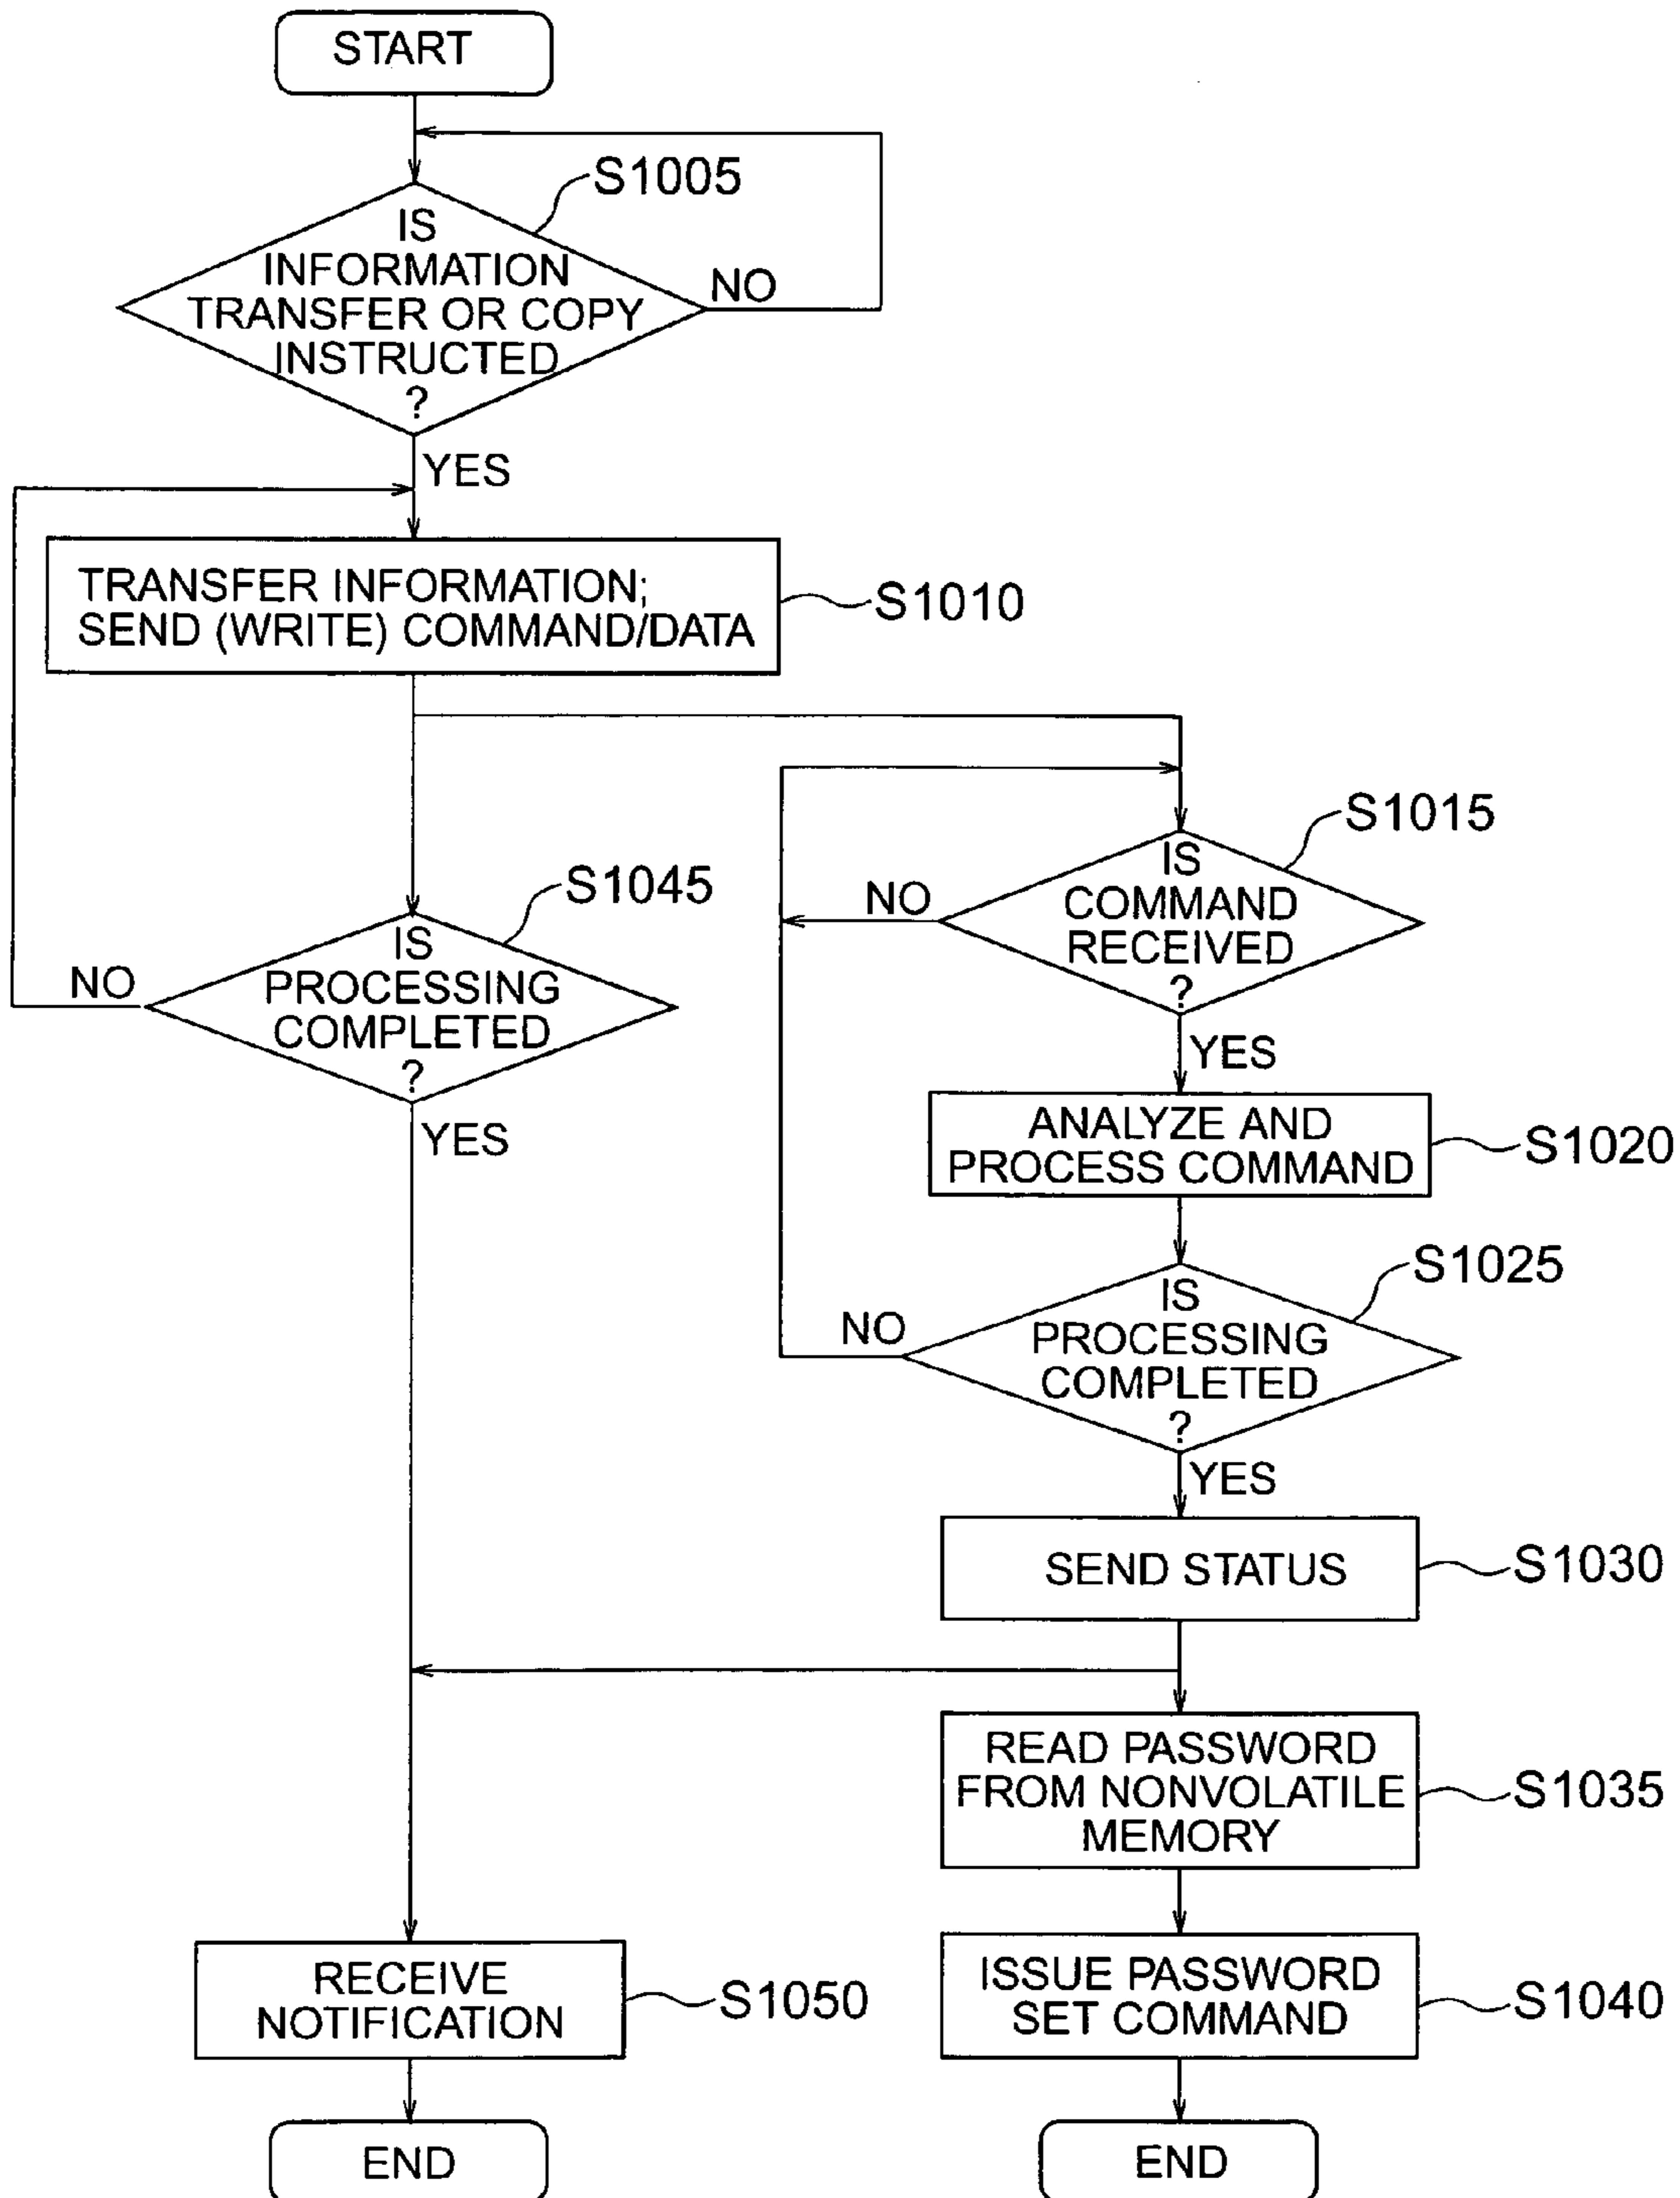 START
S1005
IS
INFORMATION
TRANSFER OR COPY
INSTRUCTED
?
NO
YES
TRANSFER INFORMATION;
SEND (WRITE) COMMAND/DATA
S1010
S1015
IS
COMMAND
RECEIVED
?
NO
YES
S1045
IS
PROCESSING
COMPLETED
?
NO
YES
ANALYZE AND
PROCESS COMMAND
S1020
S1025
IS
PROCESSING
COMPLETED
?
NO
YES
SEND STATUS
S1030
READ PASSWORD
FROM NONVOLATILE
MEMORY
S1035
RECEIVE
NOTIFICATION
S1050
ISSUE PASSWORD
SET COMMAND
S1040
END
END